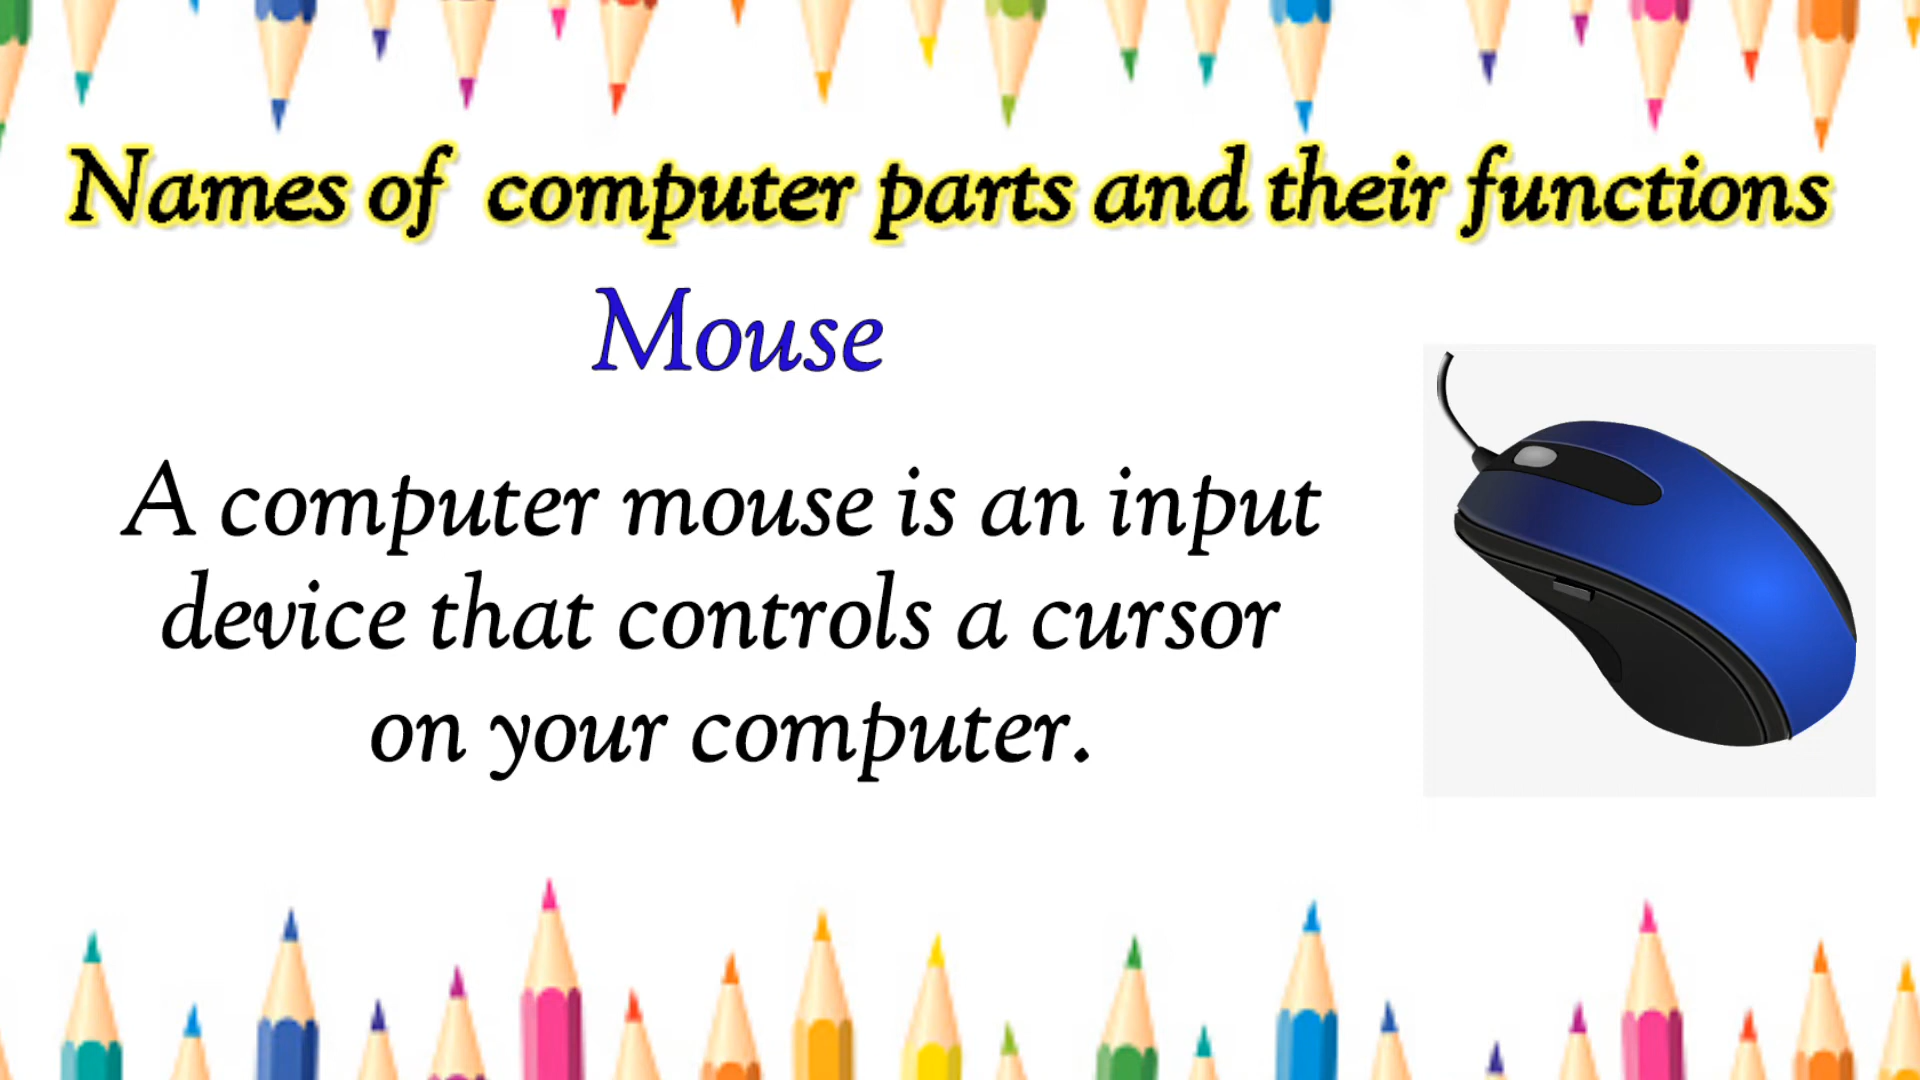 Names of computer parts and their functions
Mouse
A computer mouse is an input
device that controls a cursor
on your computer.